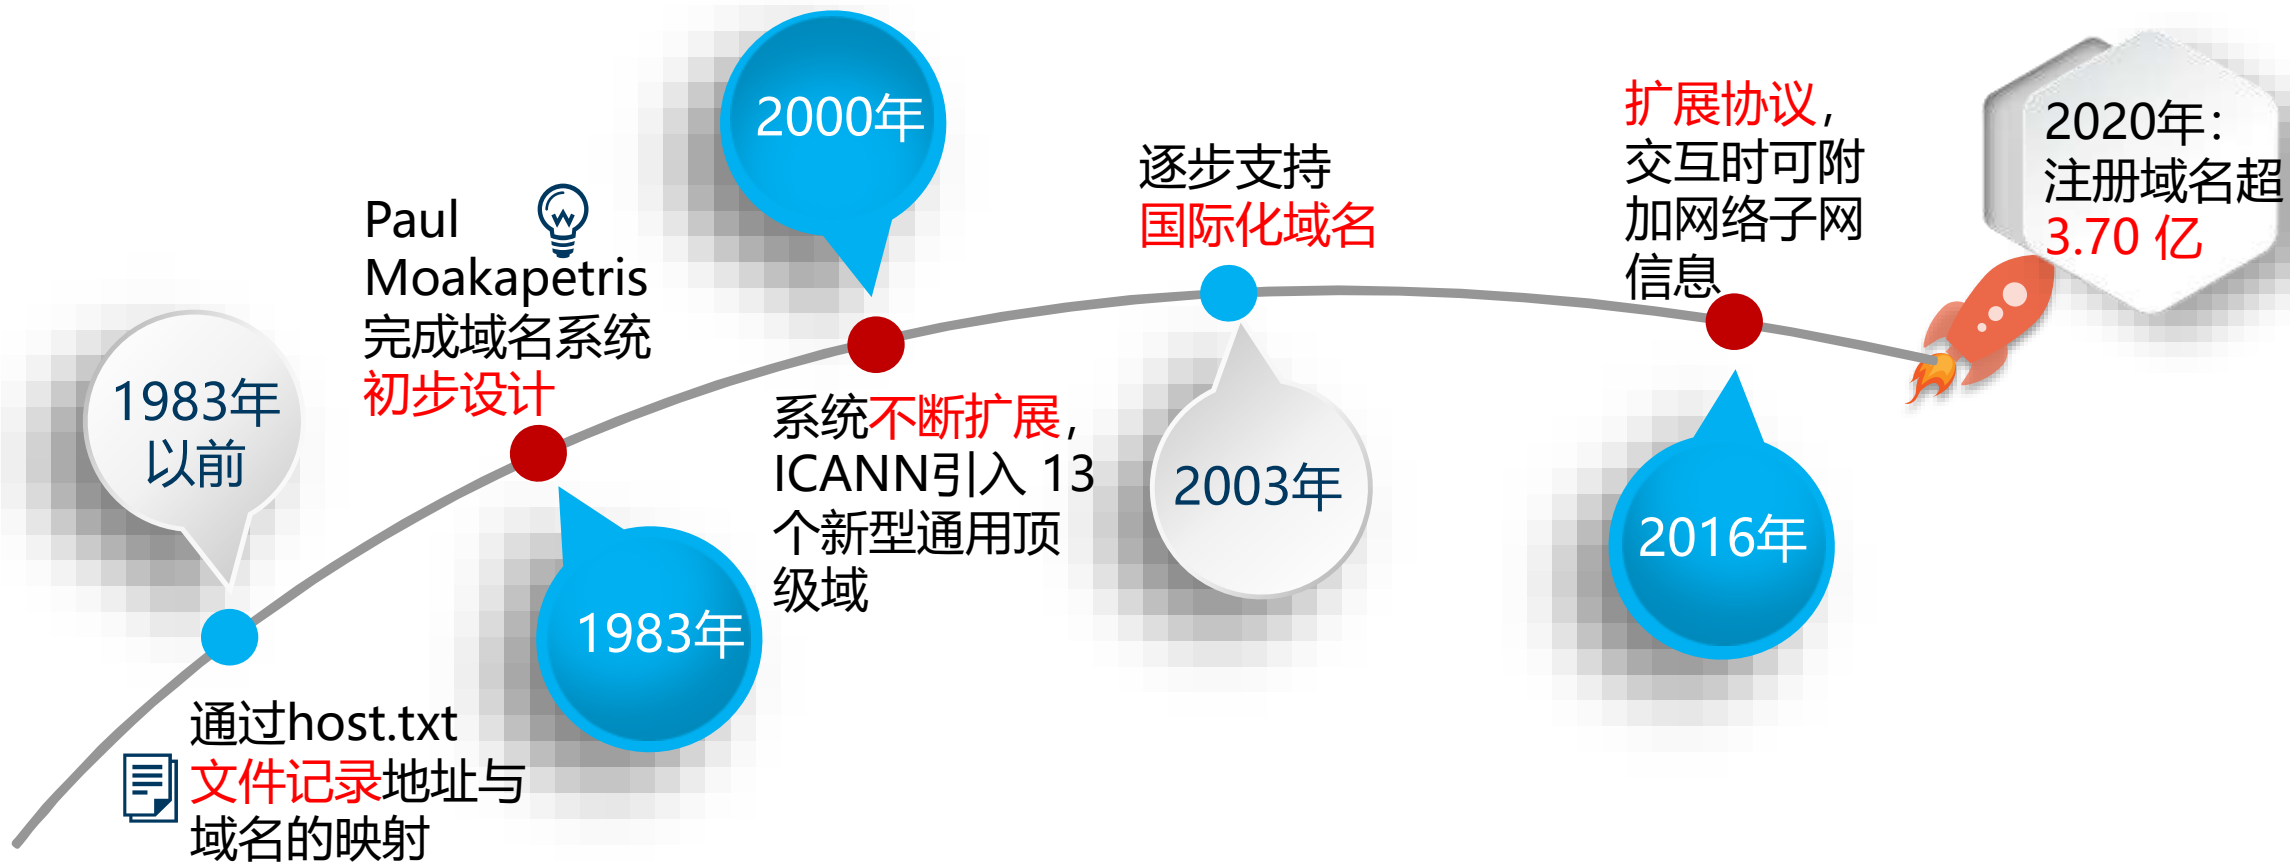 1983年
以前
通过host.txt
文件记录地址与
域名的映射
Paul
Moakapetris
完成域名系统
初步设计
1983年
2000年
系统不断扩展，
ICANN引入 13
个新型通用顶
级域
逐步支持
国际化域名
2003年
扩展协议，
交互时可附
加网络子网
信息
2016年
2020年：
注册域名超
3.70 亿